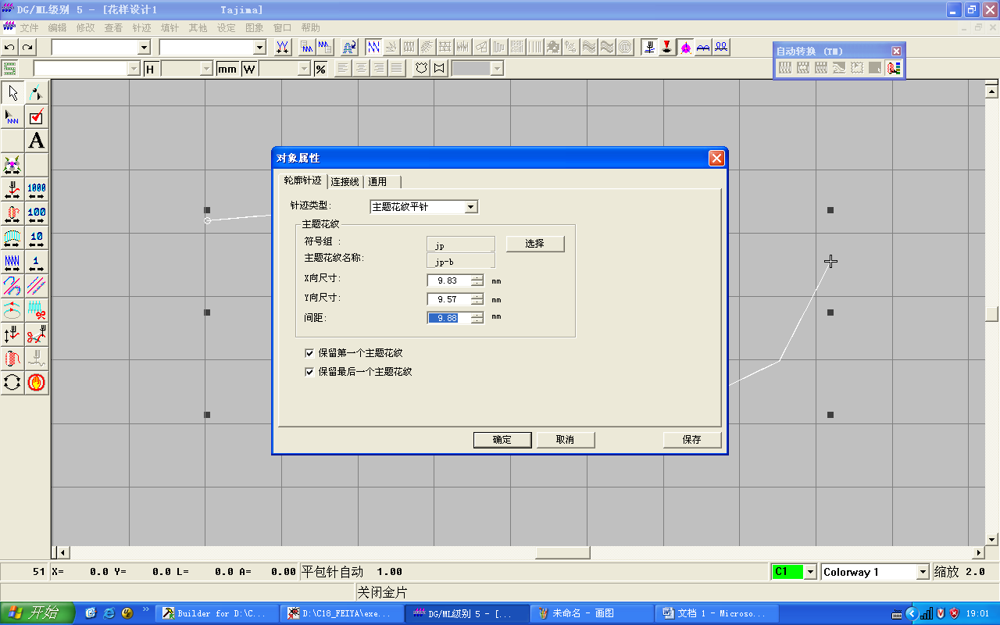 DG/ML级别 5 - [花样设计1 Tajima]
文件 编辑 修改 查看 针迹 填针 其他 设定 图象 窗口 帮助
自动转换 (TM)
H mm W %
A
1000
100
10
1
对象属性
轮廓针迹 连接线 通用
针迹类型: 主题花纹平针
主题花纹
符号组 : jp 选择
主题花纹名称: jp-b
X向尺寸: 9.83 mm
Y向尺寸: 9.57 mm
间距: 9.88 mm
保留第一个主题花纹
保留最后一个主题花纹
确定 取消 保存
51 X= 0.0 Y= 0.0 L= 0.0 A= 0.00 平包针自动 1.00 C1 Colorway 1 缩放 2.0
关闭金片
开始 Builder for D:\C... D:\C18_FEIYA\exe... DG/ML级别 5 - [... 未命名 - 画图 文档 1 - Microso... 19:01